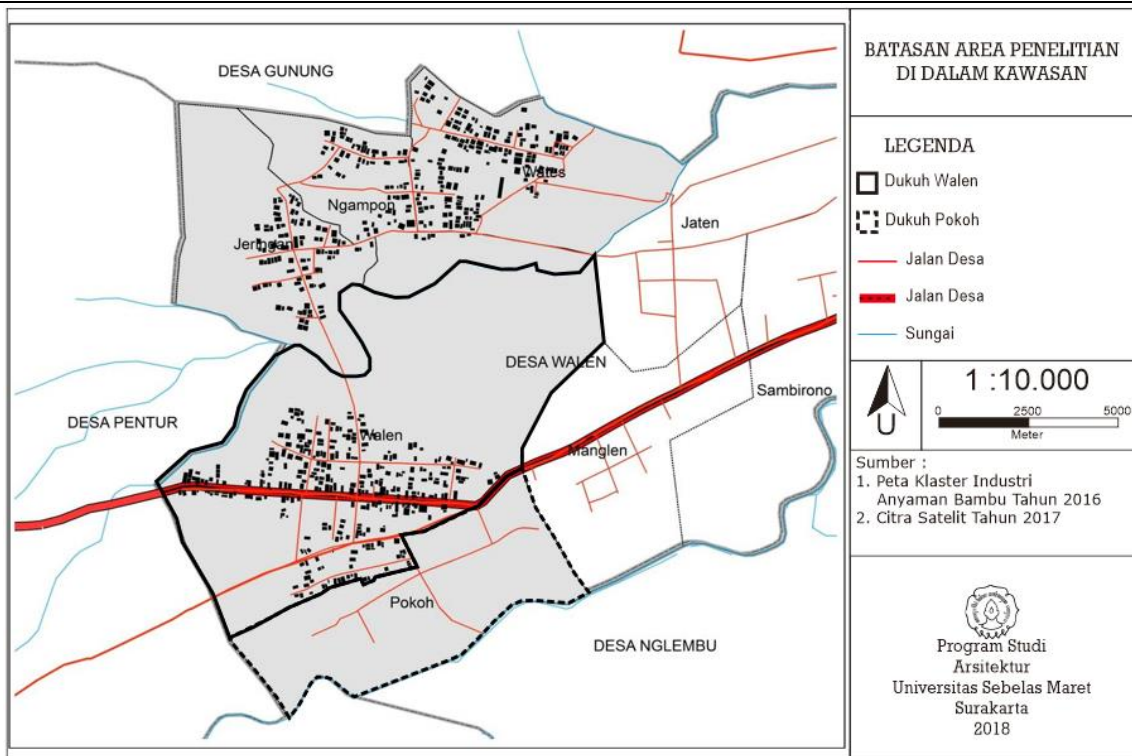 DESA GUNUNG
Wates
Ngampon
Jeringan
Jaten
DESA WALEN
Sambirono
DESA PENTUR
Walen
Manglen
Pokoh
DESA NGLEMBU
BATASAN AREA PENELITIAN
DI DALAM KAWASAN
LEGENDA
Dukuh Walen
Dukuh Pokoh
Jalan Desa
Jalan Desa
Sungai
U
1 :10.000
0 2500 5000
Meter
Sumber :
1. Peta Klaster Industri
Anyaman Bambu Tahun 2016
2. Citra Satelit Tahun 2017
Program Studi
Arsitektur
Universitas Sebelas Maret
Surakarta
2018